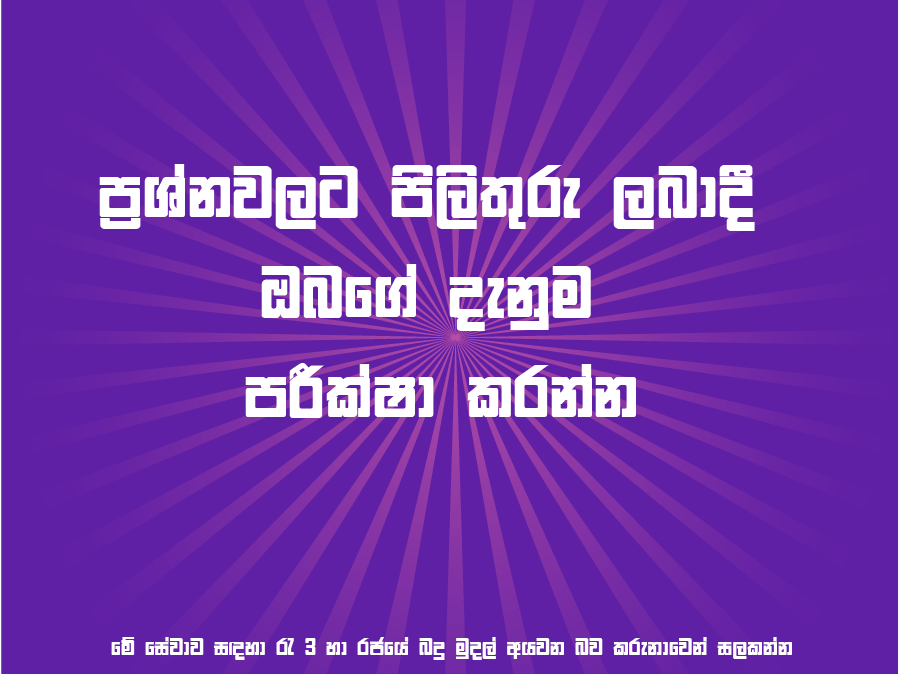 ප්‍රශ්නවලට පිලිතුරු ලබාදී
ඔබගේ දැනුම
පරීක්ෂා කරන්න
මේ සේවාව සඳහා රැ 3 හා රජයේ බදු මුදල් අයවන බව කරුනාවෙන් සලකන්න